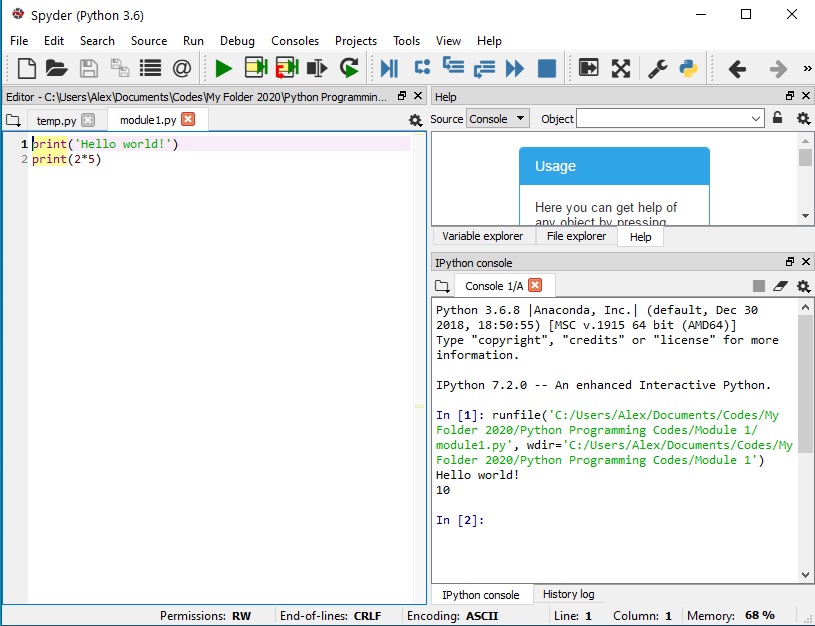 Spyder (Python 3.6)
File Edit Search Source Run Debug Consoles Projects Tools View Help
Editor - C:\Users\Alex\Documents\Codes\My Folder 2020\Python Programmin...
temp.py module1.py
1 print('Hello world!')
2 print(2*5)
Help
Source Console Object
Usage
Here you can get help of
any object by pressing
Variable explorer File explorer Help
IPython console
Console 1/A
Python 3.6.8 |Anaconda, Inc.| (default, Dec 30
2018, 18:50:55) [MSC v.1915 64 bit (AMD64)]
Type "copyright", "credits" or "license" for more
information.
IPython 7.2.0 -- An enhanced Interactive Python.
In [1]: runfile('C:/Users/Alex/Documents/Codes/My
Folder 2020/Python Programming Codes/Module 1/
module1.py', wdir='C:/Users/Alex/Documents/Codes/My
Folder 2020/Python Programming Codes/Module 1')
Hello world!
10
In [2]:
IPython console History log
Permissions: RW End-of-lines: CRLF Encoding: ASCII Line: 1 Column: 1 Memory: 68 %